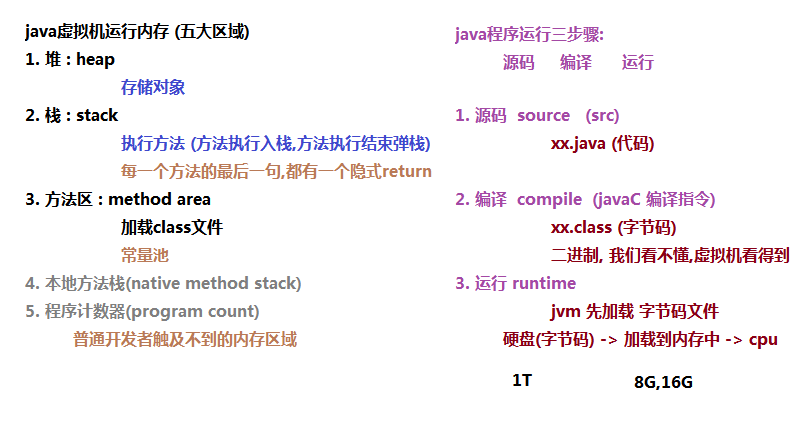 java虚拟机运行内存 (五大区域)
1. 堆 : heap
存储对象
2. 栈 : stack
执行方法 (方法执行入栈,方法执行结束弹栈)
每一个方法的最后一句,都有一个隐式return
3. 方法区 : method area
加载class文件
常量池
4. 本地方法栈(native method stack)
5. 程序计数器(program count)
普通开发者触及不到的内存区域
java程序运行三步骤:
源码 编译 运行
1. 源码 source (src)
xx.java (代码)
2. 编译 compile (javaC 编译指令)
xx.class (字节码)
二进制, 我们看不懂,虚拟机看得到
3. 运行 runtime
jvm 先加载 字节码文件
硬盘(字节码) -> 加载到内存中 -> cpu
1T 8G,16G